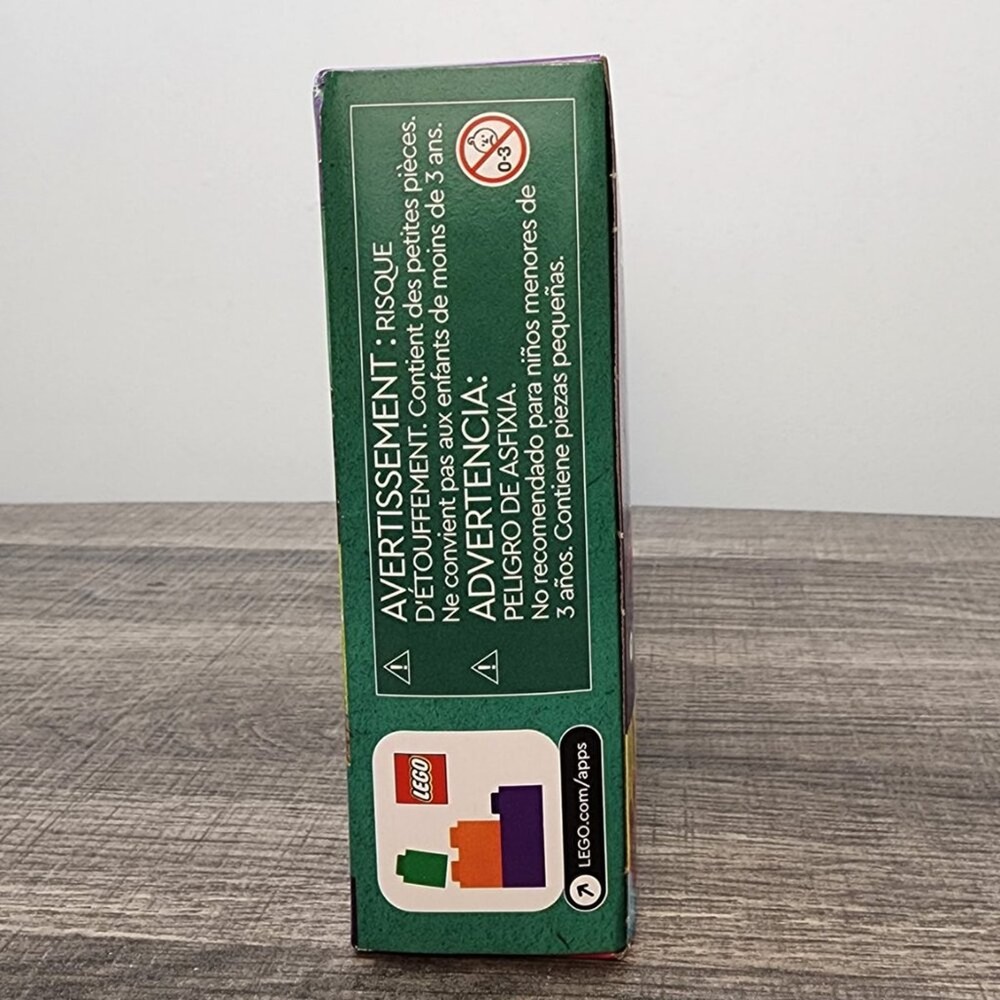 AVERTISSEMENT : RISQUE
D'ÉTOUFFEMENT. Contient des petites pièces.
Ne convient pas aux enfants de moins de 3 ans.
ADVERTENCIA:
PELIGRO DE ASFIXIA.
No recomendado para niños menores de
3 años. Contiene piezas pequeñas.
0-3
LEGO
LEGO.com/apps